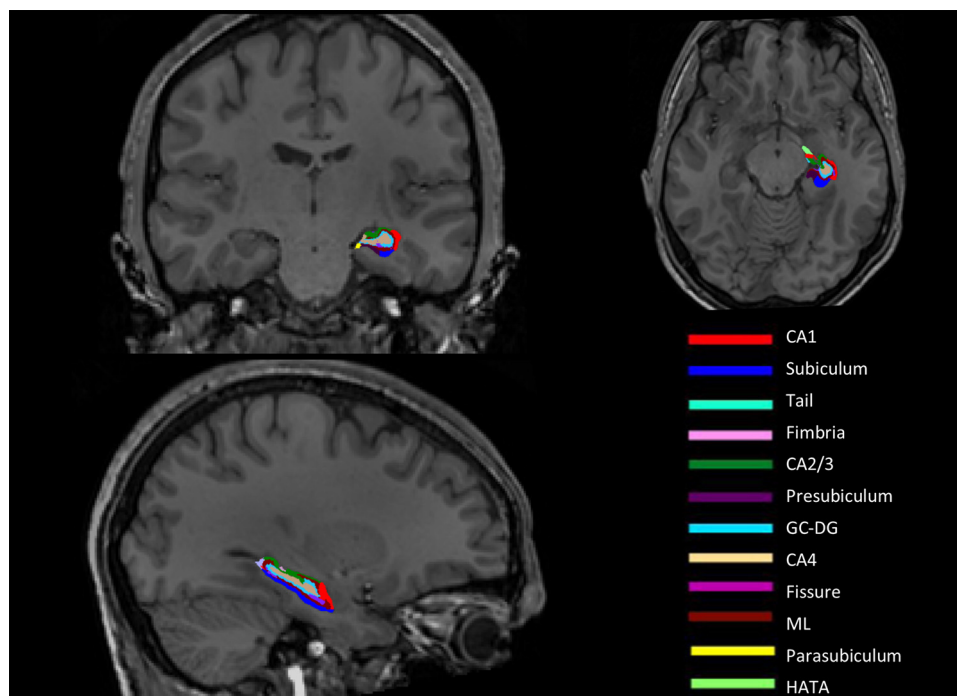 CA1
Subiculum
Tail
Fimbria
CA2/3
Presubiculum
GC-DG
CA4
Fissure
ML
Parasubiculum
HATA